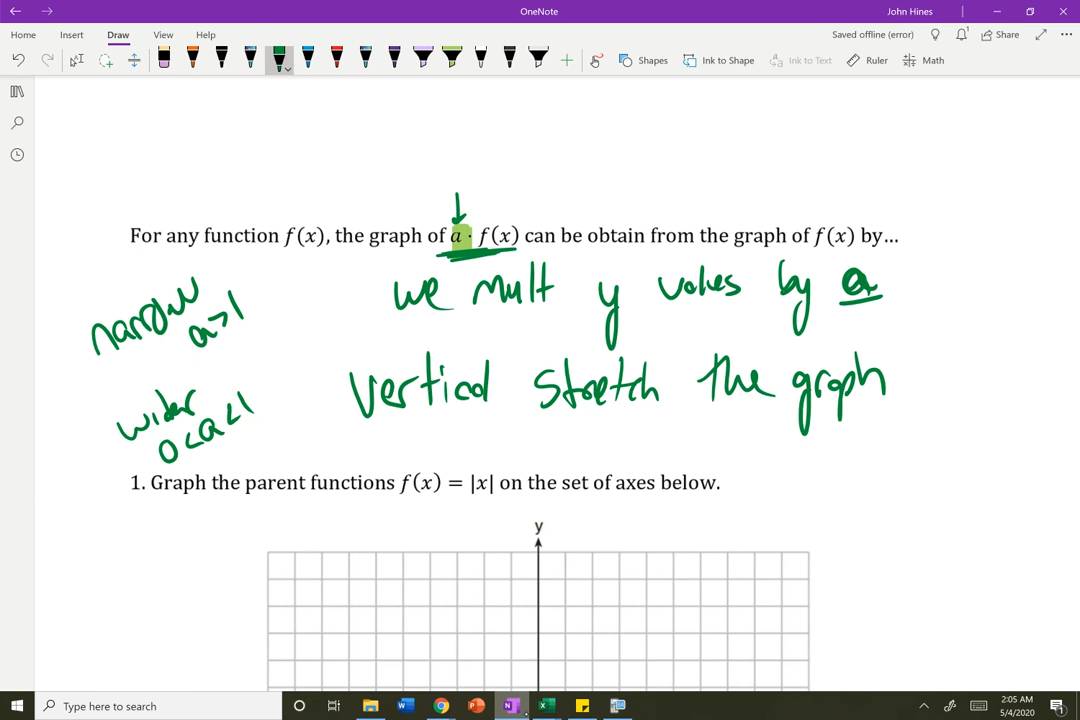 OneNote
John Hines
Home Insert Draw View Help
Saved offline (error)
1
Share
Shapes
Ink to Shape
Ink to Text
Ruler
Math
For any function f(x), the graph of a · f(x) can be obtain from the graph of f(x) by…
we mult y values by a
narrow
a>1
vertical stretch the graph
wider
0<a<1
1. Graph the parent functions f(x) = |x| on the set of axes below.
y
Type here to search
2:05 AM
5/4/2020
1